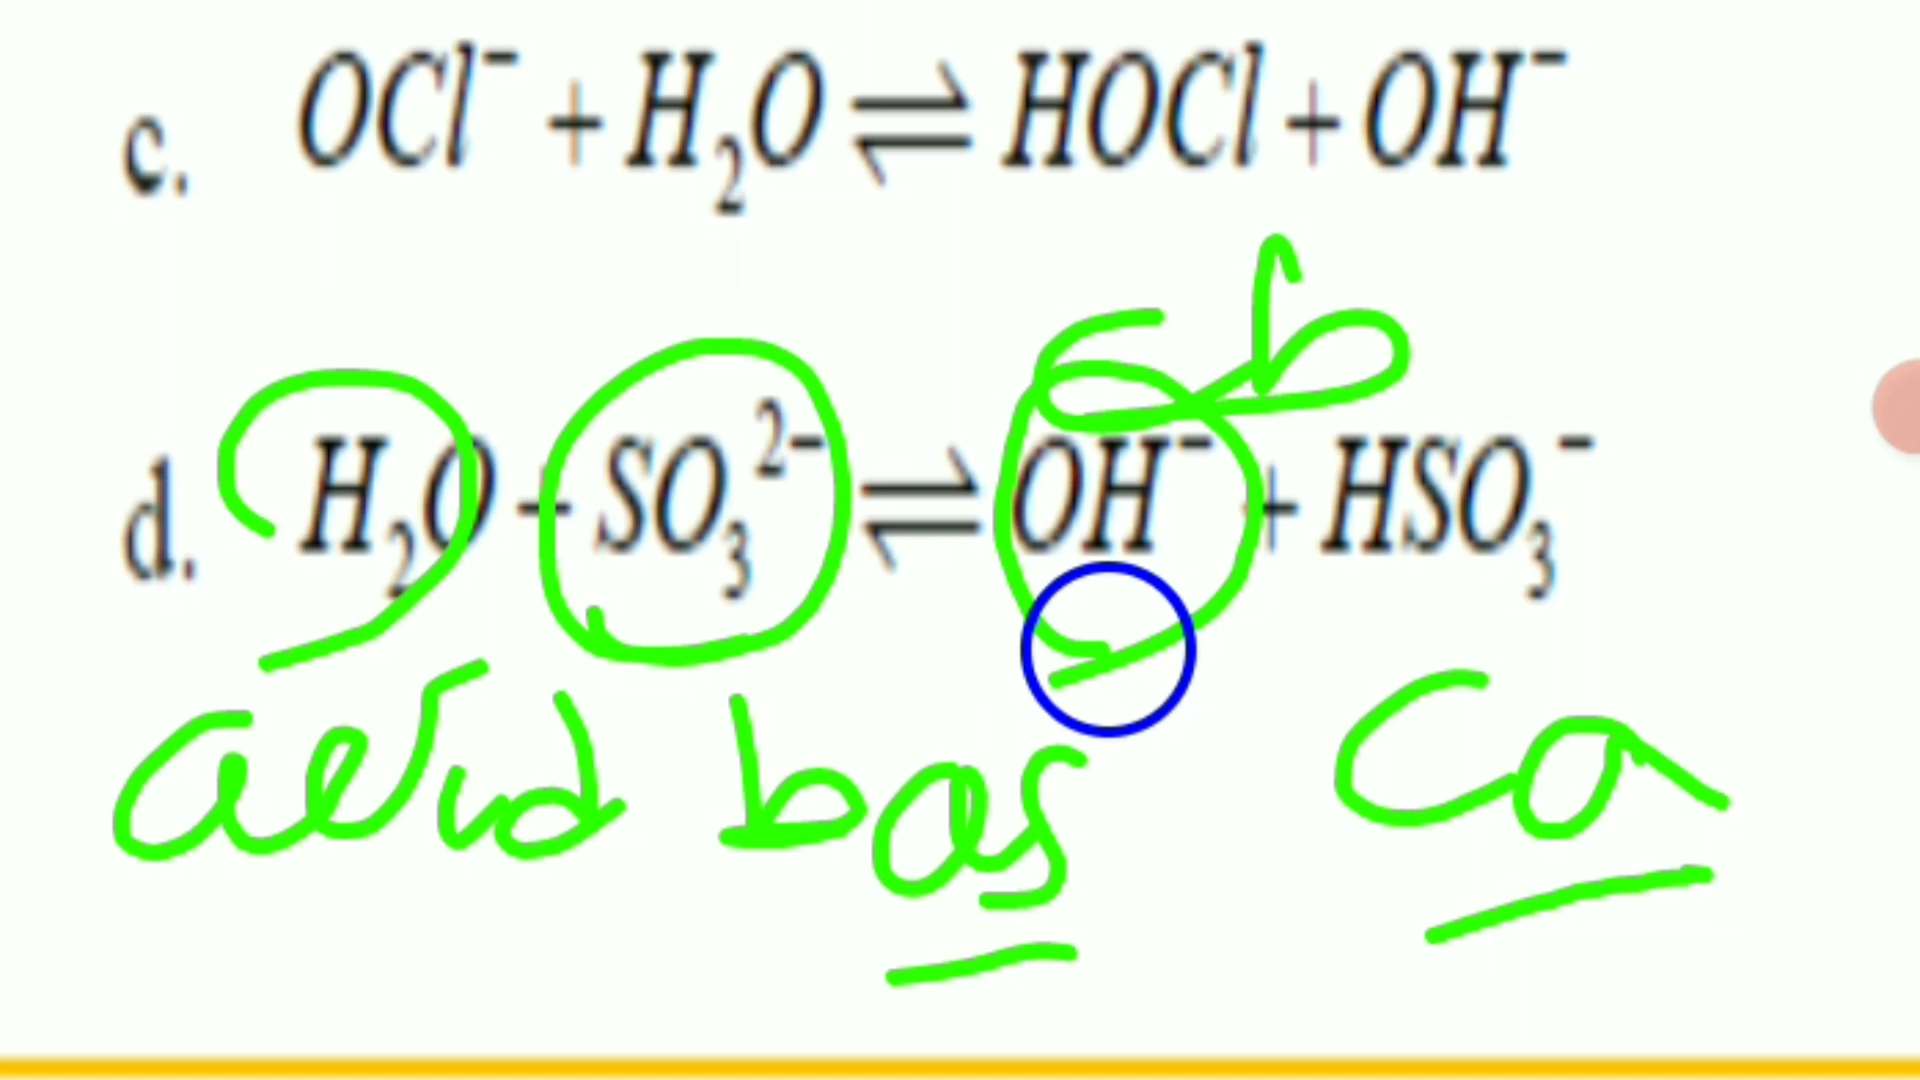 c. OCl⁻ + H₂O ⇌ HOCl + OH⁻
cb
d. H₂O + SO₃²⁻ ⇌ OH⁻ + HSO₃⁻
acid bas ca